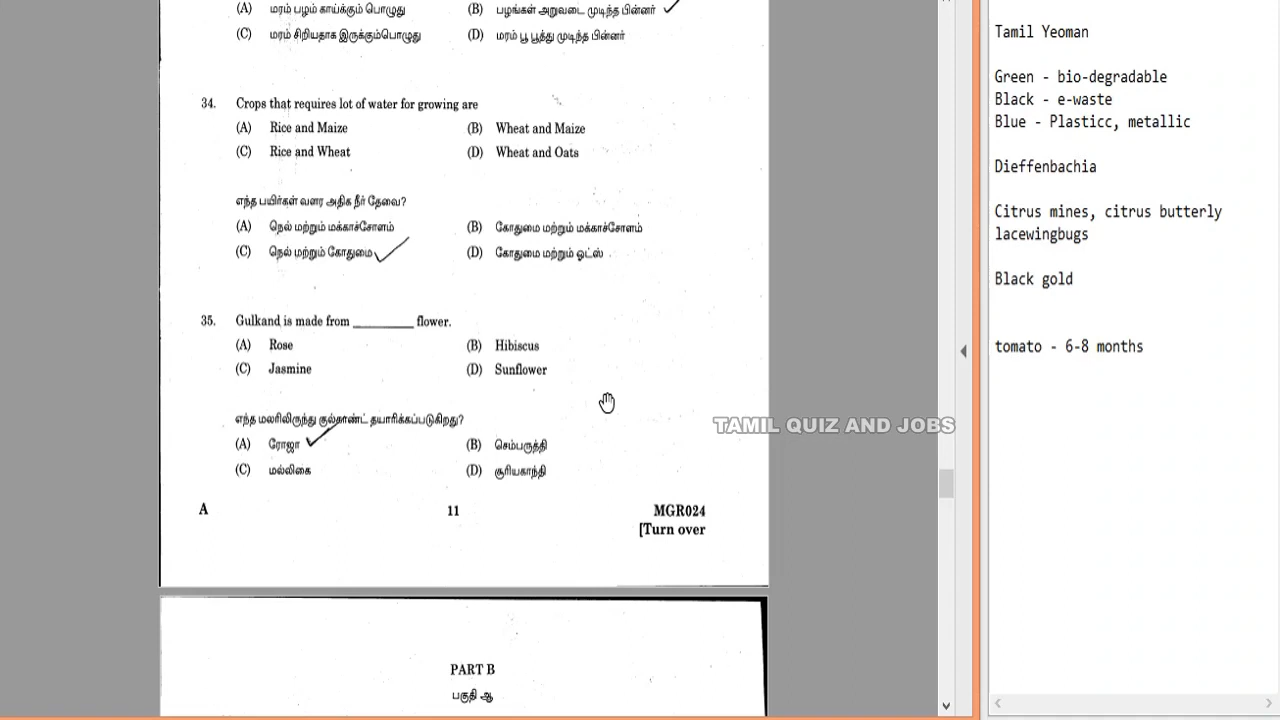 (A) மரம் பழம் காய்க்கும் பொழுது (B) பழங்கள் அறுவடை முடிந்த பின்னர்
(C) மரம் சிறியதாக இருக்கும்பொழுது (D) மரம் பூ பூத்து முடிந்த பின்னர்
34. Crops that requires lot of water for growing are
(A) Rice and Maize (B) Wheat and Maize
(C) Rice and Wheat (D) Wheat and Oats
எந்த பயிர்கள் வளர அதிக நீர் தேவை?
(A) நெல் மற்றும் மக்காச்சோளம் (B) கோதுமை மற்றும் மக்காச்சோளம்
(C) நெல் மற்றும் கோதுமை (D) கோதுமை மற்றும் ஓட்ஸ்
35. Gulkand is made from ________ flower.
(A) Rose (B) Hibiscus
(C) Jasmine (D) Sunflower
எந்த மலரிலிருந்து குல்காண்ட் தயாரிக்கப்படுகிறது?
(A) ரோஜா (B) செம்பருத்தி
(C) மல்லிகை (D) சூரியகாந்தி
A 11 MGR024
[Turn over
PART B
பகுதி ஆ
Tamil Yeoman
Green - bio-degradable
Black - e-waste
Blue - Plasticc, metallic
Dieffenbachia
Citrus mines, citrus butterly
lacewingbugs
Black gold
tomato - 6-8 months
TAMIL QUIZ AND JOBS